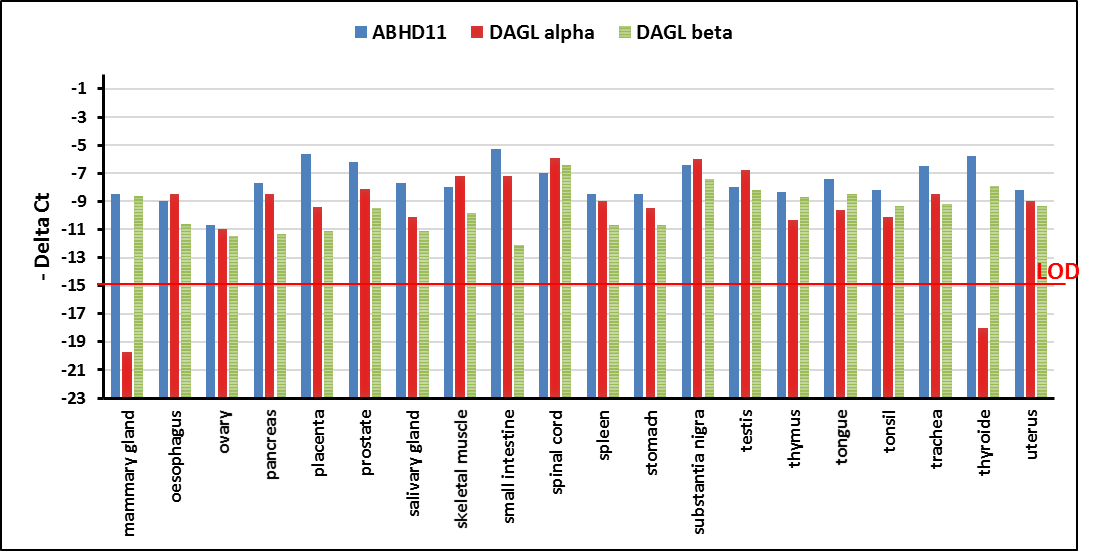 ABHD11 DAGL alpha DAGL beta
- Delta Ct
-1
-3
-5
-7
-9
-11
-13
-15
-17
-19
-21
-23
LOD
mammary gland
oesophagus
ovary
pancreas
placenta
prostate
salivary gland
skeletal muscle
small intestine
spinal cord
spleen
stomach
substantia nigra
testis
thymus
tongue
tonsil
trachea
thyroide
uterus